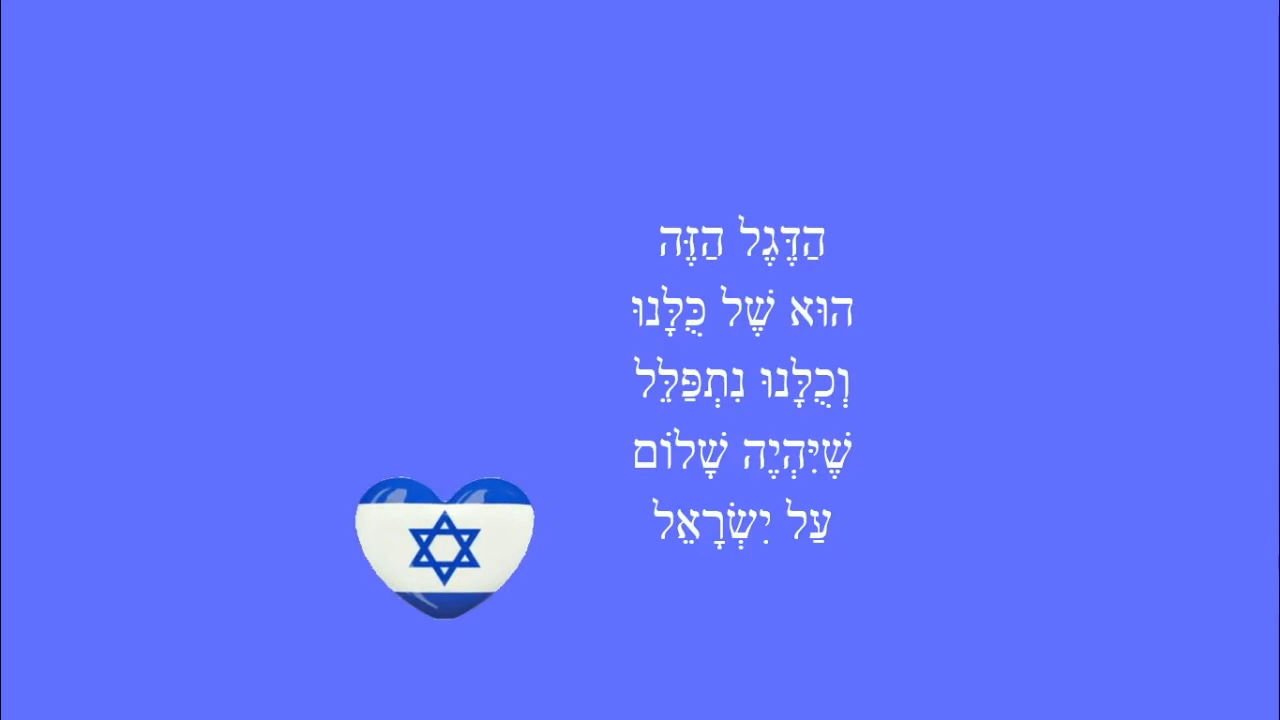 הַדֶּגֶל הַזֶּה
הוּא שֶׁל כֻּלָּנוּ
וְכֻלָּנוּ נִתְפַּלֵּל
שֶׁיִּהְיֶה שָׁלוֹם
עַל יִשְׂרָאֵל